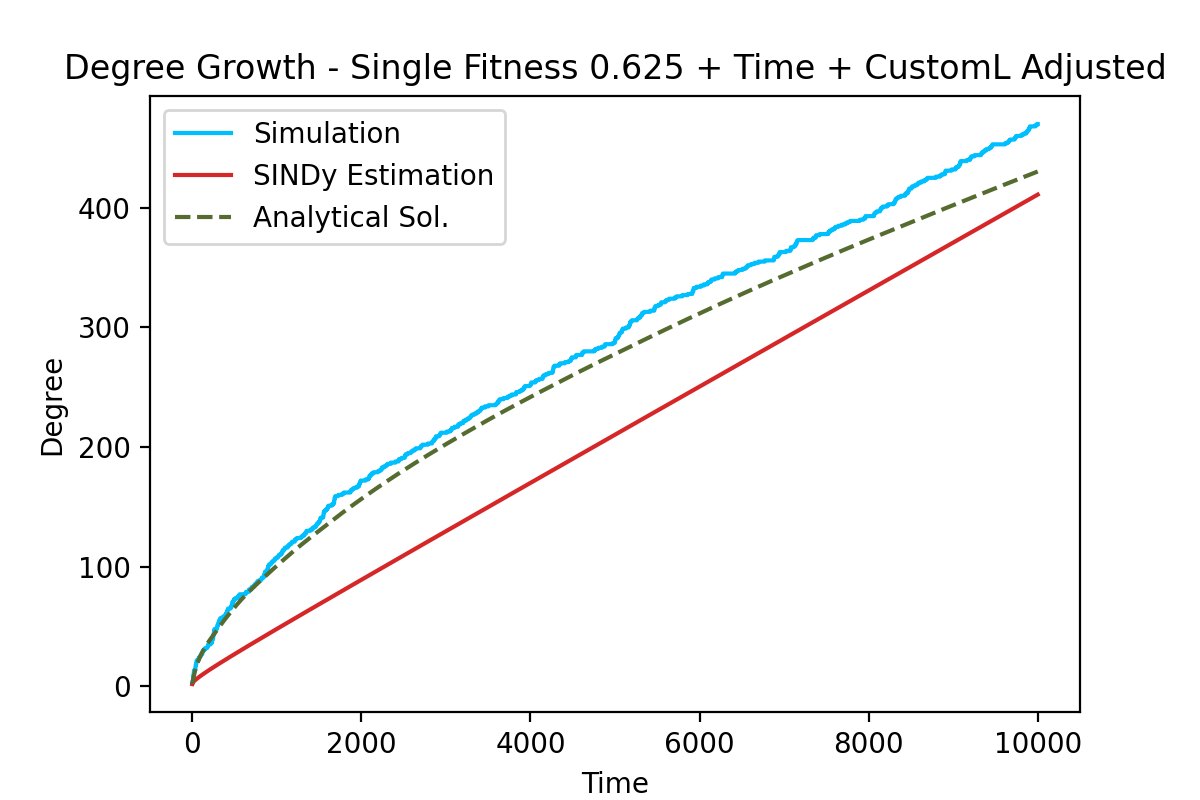 Degree Growth - Single Fitness 0.625 + Time + CustomL Adjusted
Simulation
SINDy Estimation
Analytical Sol.
400
300
200
100
0
Degree
0 2000 4000 6000 8000 10000
Time